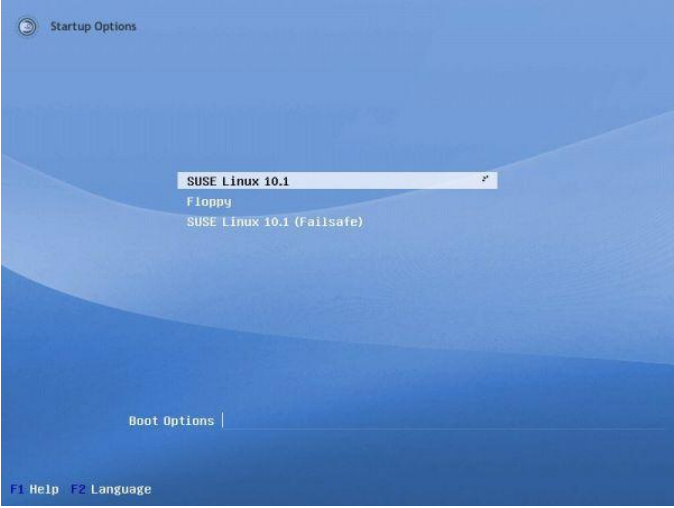 Startup Options
SUSE Linux 10.1
Floppy
SUSE Linux 10.1 (Failsafe)
Boot Options
F1 Help F2 Language